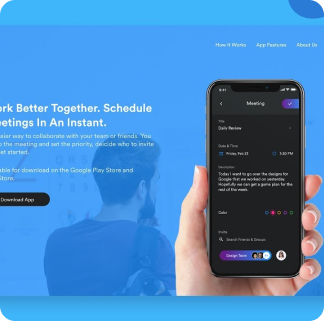 How It Works App Features About Us
ork Better Together. Schedule
eetings In An Instant.
asier way to collaborate with your team or friends. You
the meeting and set the priority, decide who to invite
et started.
able for download on the Google Play Store and
Store.
Download App
Meeting
Title
Daily Review
Date & Time
Friday, Feb 23 5:30 PM
Description
Today I want to go over the designs for
Google that we worked on yesterday.
Hopefully we can get a game plan for the
rest of the week.
Color
Invite
Search Friends & Groups
Design Team